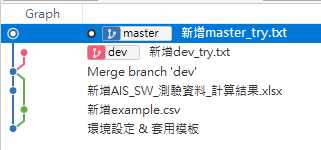 Graph
master 新增master_try.txt
dev 新增dev_try.txt
Merge branch 'dev'
新增AIS_SW_測驗資料_計算結果.xlsx
新增example.csv
環境設定 & 套用模板